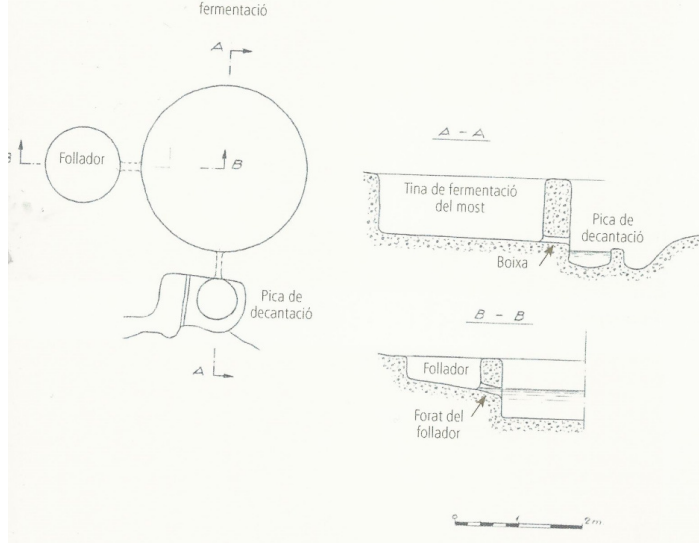 fermentació
A
B
Follador
B
A - A
Tina de fermentació
del most
Pica de
decantació
Boixa
Pica de
decantació
B - B
A
Follador
Forat del
follador
0 1 2 m